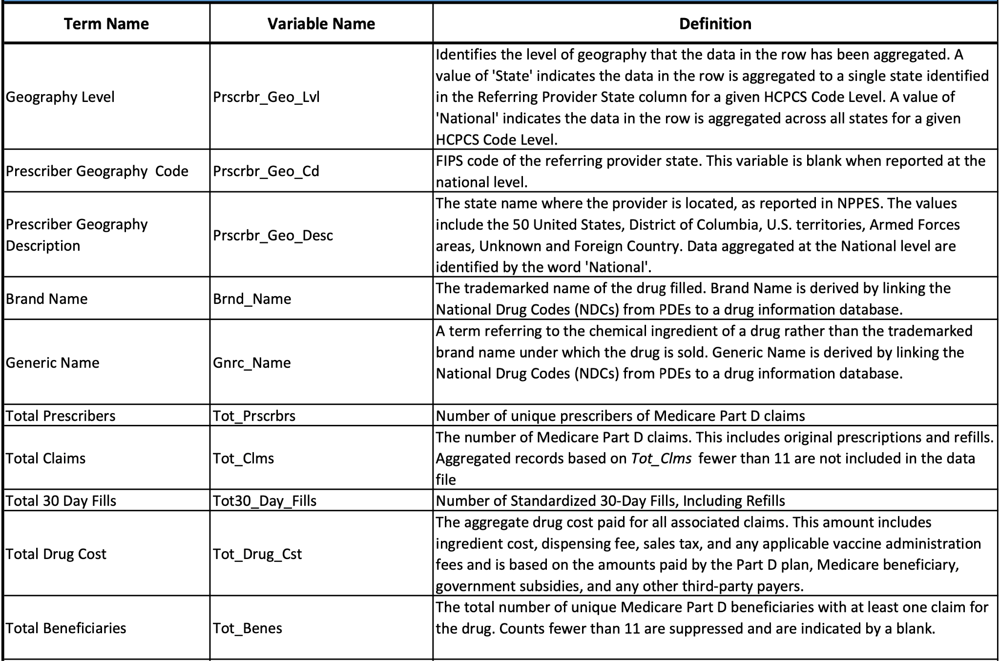 Term Name
Variable Name
Definition
Geography Level
Prscrbr_Geo_Lvl
Identifies the level of geography that the data in the row has been aggregated. A
value of 'State' indicates the data in the row is aggregated to a single state identified
in the Referring Provider State column for a given HCPCS Code Level. A value of
'National' indicates the data in the row is aggregated across all states for a given
HCPCS Code Level.
Prescriber Geography  Code
Prscrbr_Geo_Cd
FIPS code of the referring provider state. This variable is blank when reported at the
national level.
Prescriber Geography
Description
Prscrbr_Geo_Desc
The state name where the provider is located, as reported in NPPES. The values
include the 50 United States, District of Columbia, U.S. territories, Armed Forces
areas, Unknown and Foreign Country. Data aggregated at the National level are
identified by the word 'National'.
Brand Name
Brnd_Name
The trademarked name of the drug filled. Brand Name is derived by linking the
National Drug Codes (NDCs) from PDEs to a drug information database.
Generic Name
Gnrc_Name
A term referring to the chemical ingredient of a drug rather than the trademarked
brand name under which the drug is sold. Generic Name is derived by linking the
National Drug Codes (NDCs) from PDEs to a drug information database.
Total Prescribers
Tot_Prscrbrs
Number of unique prescribers of Medicare Part D claims
Total Claims
Tot_Clms
The number of Medicare Part D claims. This includes original prescriptions and refills.
Aggregated records based on Tot_Clms  fewer than 11 are not included in the data
file
Total 30 Day Fills
Tot30_Day_Fills
Number of Standardized 30-Day Fills, Including Refills
Total Drug Cost
Tot_Drug_Cst
The aggregate drug cost paid for all associated claims. This amount includes
ingredient cost, dispensing fee, sales tax, and any applicable vaccine administration
fees and is based on the amounts paid by the Part D plan, Medicare beneficiary,
government subsidies, and any other third-party payers.
Total Beneficiaries
Tot_Benes
The total number of unique Medicare Part D beneficiaries with at least one claim for
the drug. Counts fewer than 11 are suppressed and are indicated by a blank.